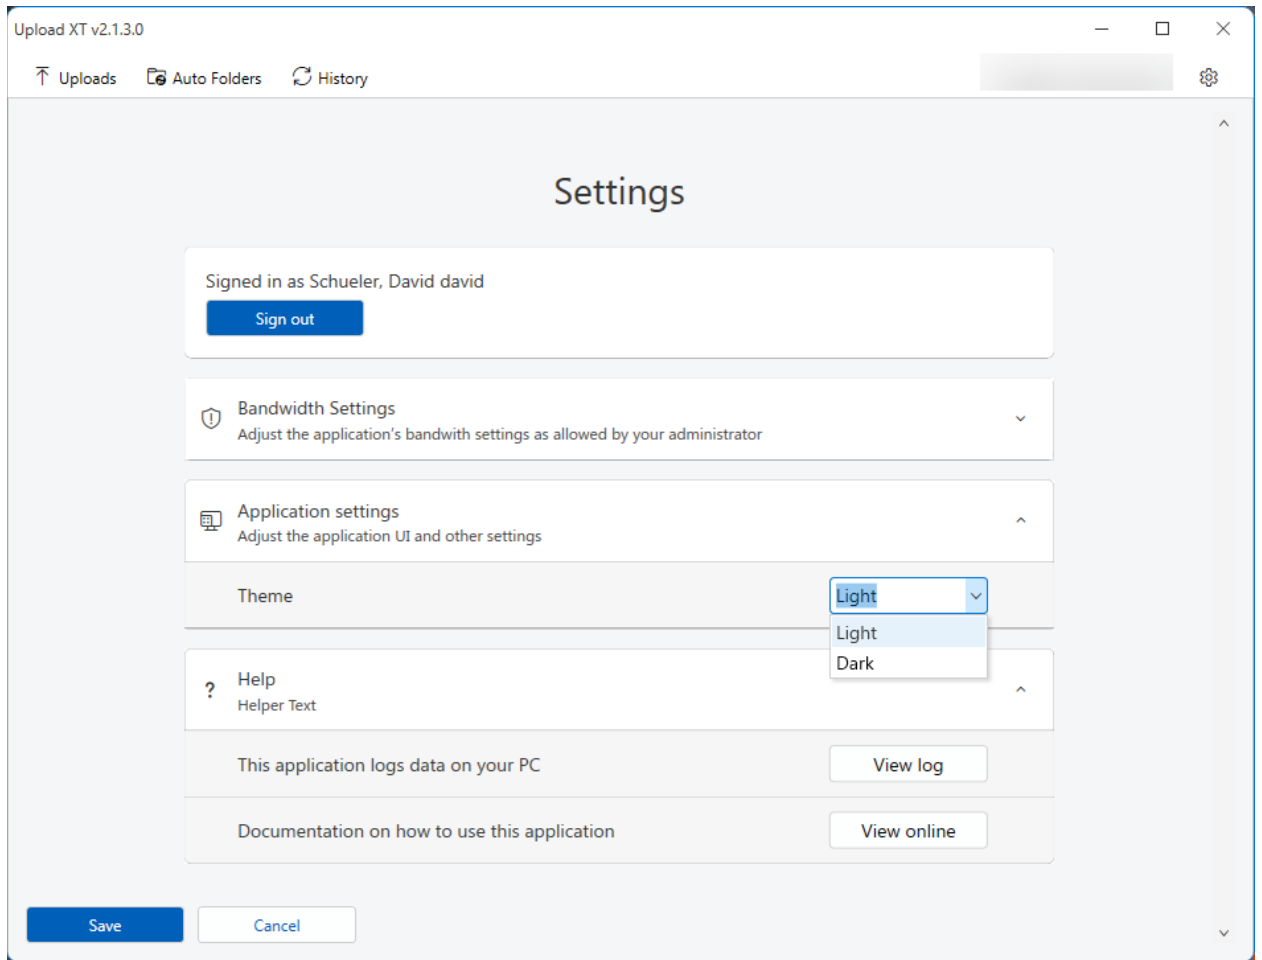 Upload XT v2.1.3.0
Uploads
Auto Folders
History
Settings
Signed in as Schueler, David david
Sign out
Bandwidth Settings
Adjust the application's bandwith settings as allowed by your administrator
Application settings
Adjust the application UI and other settings
Theme
Light
Light
Dark
?
Help
Helper Text
This application logs data on your PC
View log
Documentation on how to use this application
View online
Save
Cancel